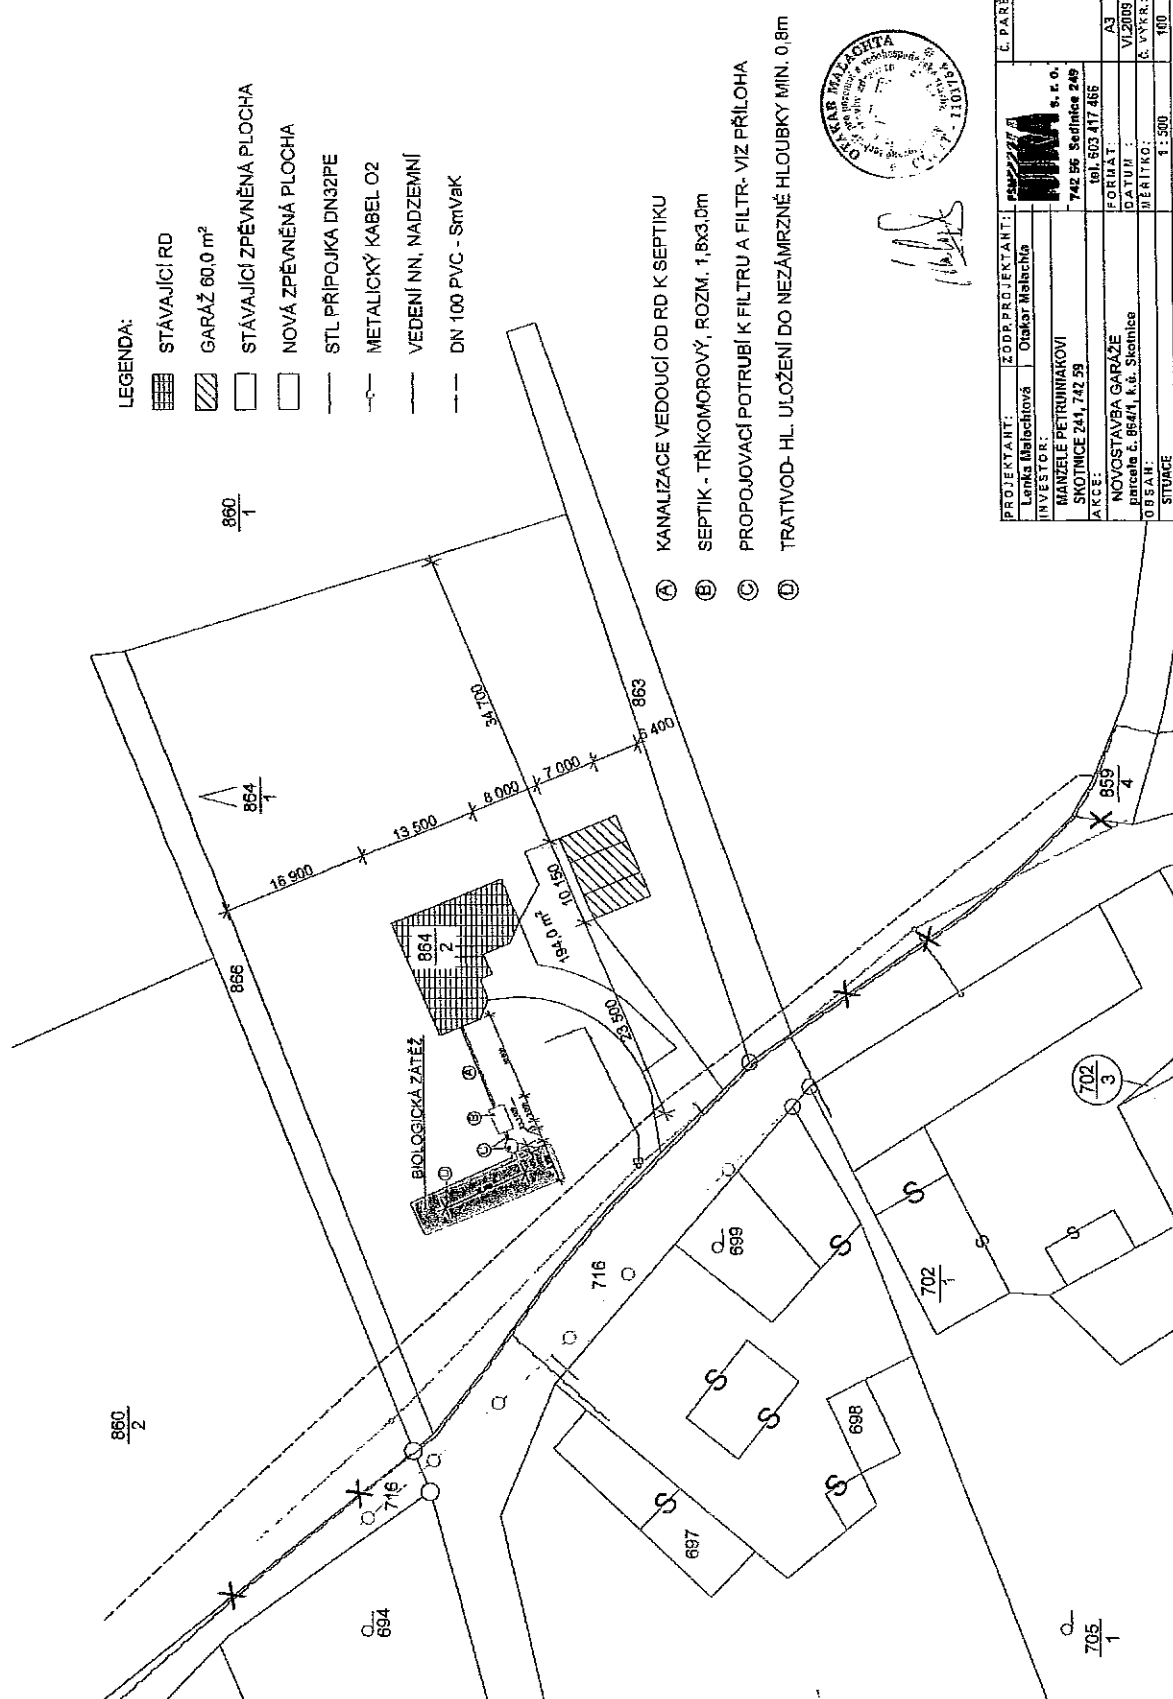 LEGENDA:
STÁVAJÍCÍ RD
GARÁŽ 60,0 m²
STÁVAJÍCÍ ZPĚVNĚNÁ PLOCHA
NOVÁ ZPĚVNĚNÁ PLOCHA
STL PŘÍPOJKA DN32PE
METALICKÝ KABEL O2
VEDENÍ NN, NADZEMNÍ
DN 100 PVC - SmVaK
A KANALIZACE VEDOUCÍ OD RD K SEPTIKU
B SEPTIK - TŘÍKOMOROVÝ, ROZM. 1,8x3,0m
C PROPOJOVACÍ POTRUBÍ K FILTRU A FILTR- VIZ PŘÍLOHA
D TRATIVOD- HL. ULOŽENÍ DO NEZÁMRZNÉ HLOUBKY MIN. 0,8m
860
2
860
1
866
864
1
864
2
BIOLOGICKÁ ZÁTĚŽ
A
B
C
D
16 900
13 500
8 000
7 000
34 700
10 150
194,0 m²
23 500
863
716
716
694
697
698
699
702
1
702
3
705
1
859
4
OTAKAR MALACHTA
PROJEKTANT:
ZODP.PROJEKTANT:
Lenka Malachtová
Otakar Malachta
s. r. o.
742 56 Sedlnice 249
tel. 603 417 466
INVESTOR:
MANŽELÉ PETRUNIAKOVI
SKOTNICE 241, 742 59
AKCE:
NOVOSTAVBA GARÁŽE
parcela č. 864/1, k.ú. Skotnice
OBSAH:
SITUACE
FORMÁT:
A3
DATUM :
VI.2009
MĚŘÍTKO:
1 : 500
Č. VÝKR.:
100